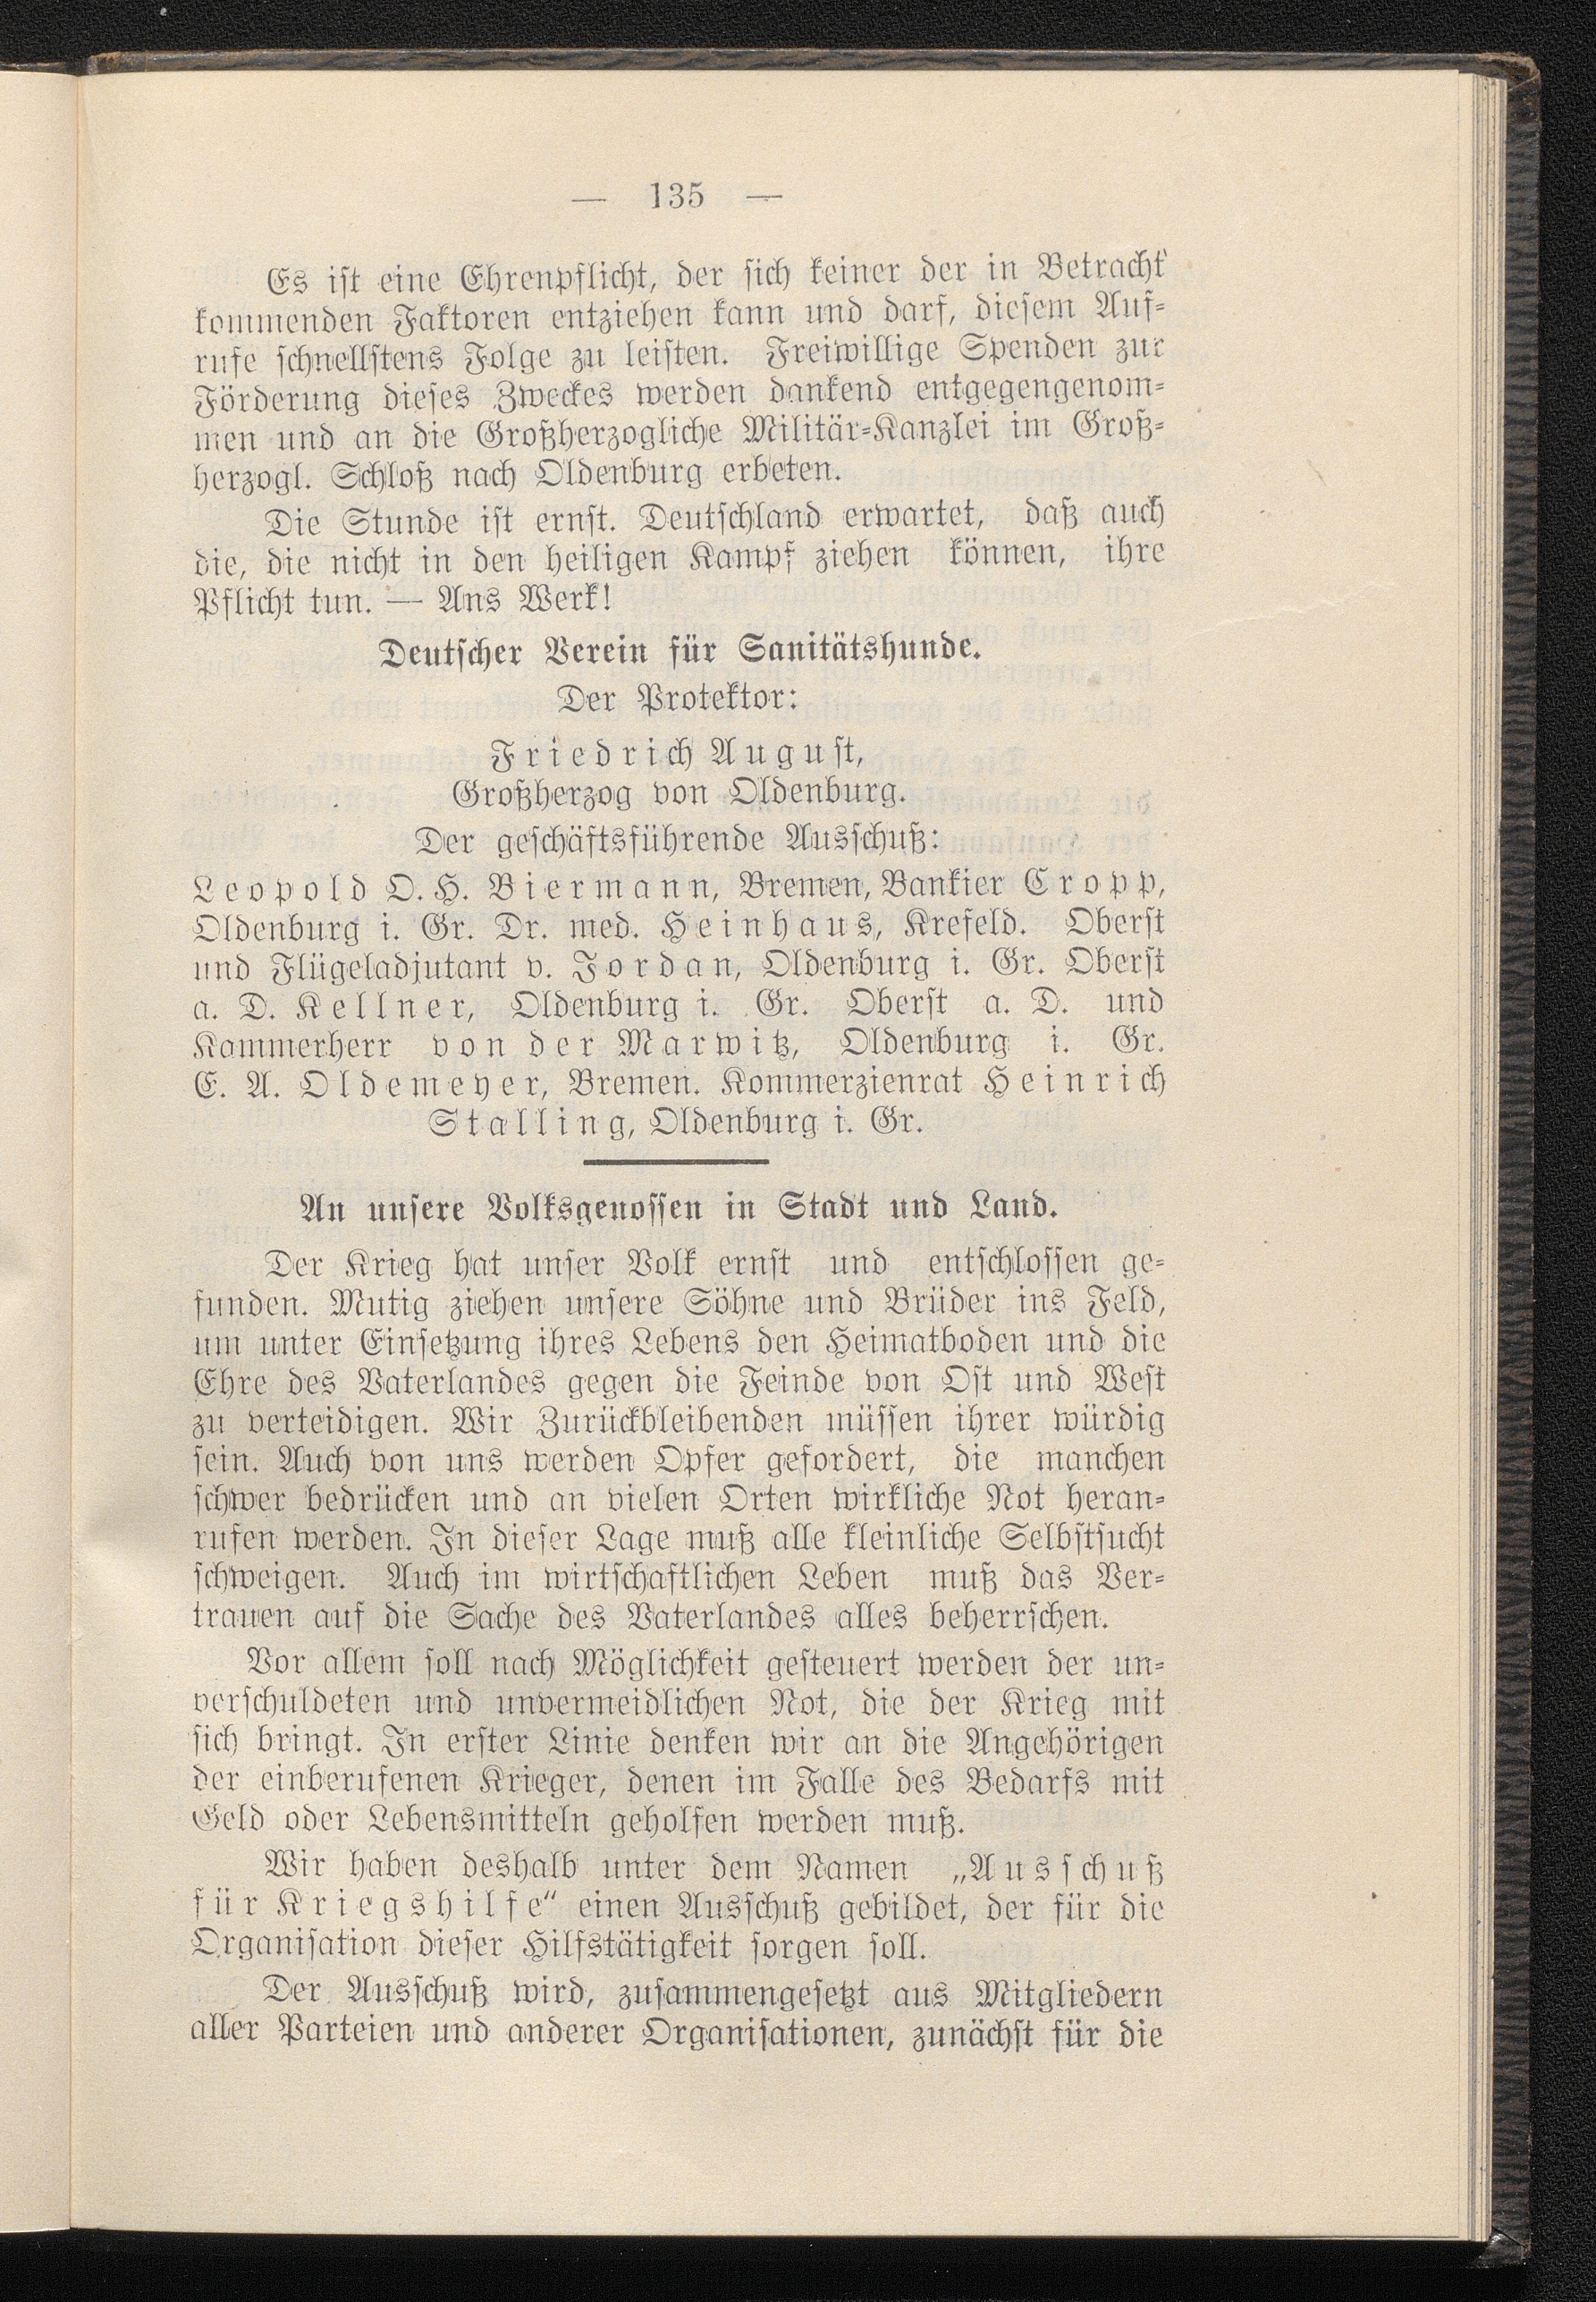 — 135 —
Es ist eine Ehrenpflicht, der sich keiner der in Betracht
kommenden Faktoren entziehen kann und darf, diesem Auf-
rufe schnellstens Folge zu leisten. Freiwillige Spenden zur
Förderung dieses Zweckes werden dankend entgegengenom-
men und an die Großherzogliche Militär-Kanzlei im Groß-
herzogl. Schloß nach Oldenburg erbeten.
Die Stunde ist ernst. Deutschland erwartet, daß auch
die, die nicht in den heiligen Kampf ziehen können, ihre
Pflicht tun. — Ans Werk!
Deutscher Verein für Sanitätshunde.
Der Protektor:
Friedrich August,
Großherzog von Oldenburg.
Der geschäftsführende Ausschuß:
Leopold O. H. Biermann, Bremen, Bankier Cropp,
Oldenburg i. Gr. Dr. med. Heinhaus, Krefeld. Oberst
und Flügeladjutant v. Jordan, Oldenburg i. Gr. Oberst
a. D. Kellner, Oldenburg i. Gr. Oberst a. D. und
Kammerherr von der Marwitz, Oldenburg i. Gr.
E. A. Oldemeyer, Bremen. Kommerzienrat Heinrich
Stalling, Oldenburg i. Gr.
An unsere Volksgenossen in Stadt und Land.
Der Krieg hat unser Volk ernst und entschlossen ge-
funden. Mutig ziehen unsere Söhne und Brüder ins Feld,
um unter Einsetzung ihres Lebens den Heimatboden und die
Ehre des Vaterlandes gegen die Feinde von Ost und West
zu verteidigen. Wir Zurückbleibenden müssen ihrer würdig
sein. Auch von uns werden Opfer gefordert, die manchen
schwer bedrücken und an vielen Orten wirkliche Not heran-
rufen werden. In dieser Lage muß alle kleinliche Selbstsucht
schweigen. Auch im wirtschaftlichen Leben muß das Ver-
trauen auf die Sache des Vaterlandes alles beherrschen.
Vor allem soll nach Möglichkeit gesteuert werden der un-
verschuldeten und unvermeidlichen Not, die der Krieg mit
sich bringt. In erster Linie denken wir an die Angehörigen
der einberufenen Krieger, denen im Falle des Bedarfs mit
Geld oder Lebensmitteln geholfen werden muß.
Wir haben deshalb unter dem Namen „Ausschuß
für Kriegshilfe“ einen Ausschuß gebildet, der für die
Organisation dieser Hilfstätigkeit sorgen soll.
Der Ausschuß wird, zusammengesetzt aus Mitgliedern
aller Parteien und anderer Organisationen, zunächst für die